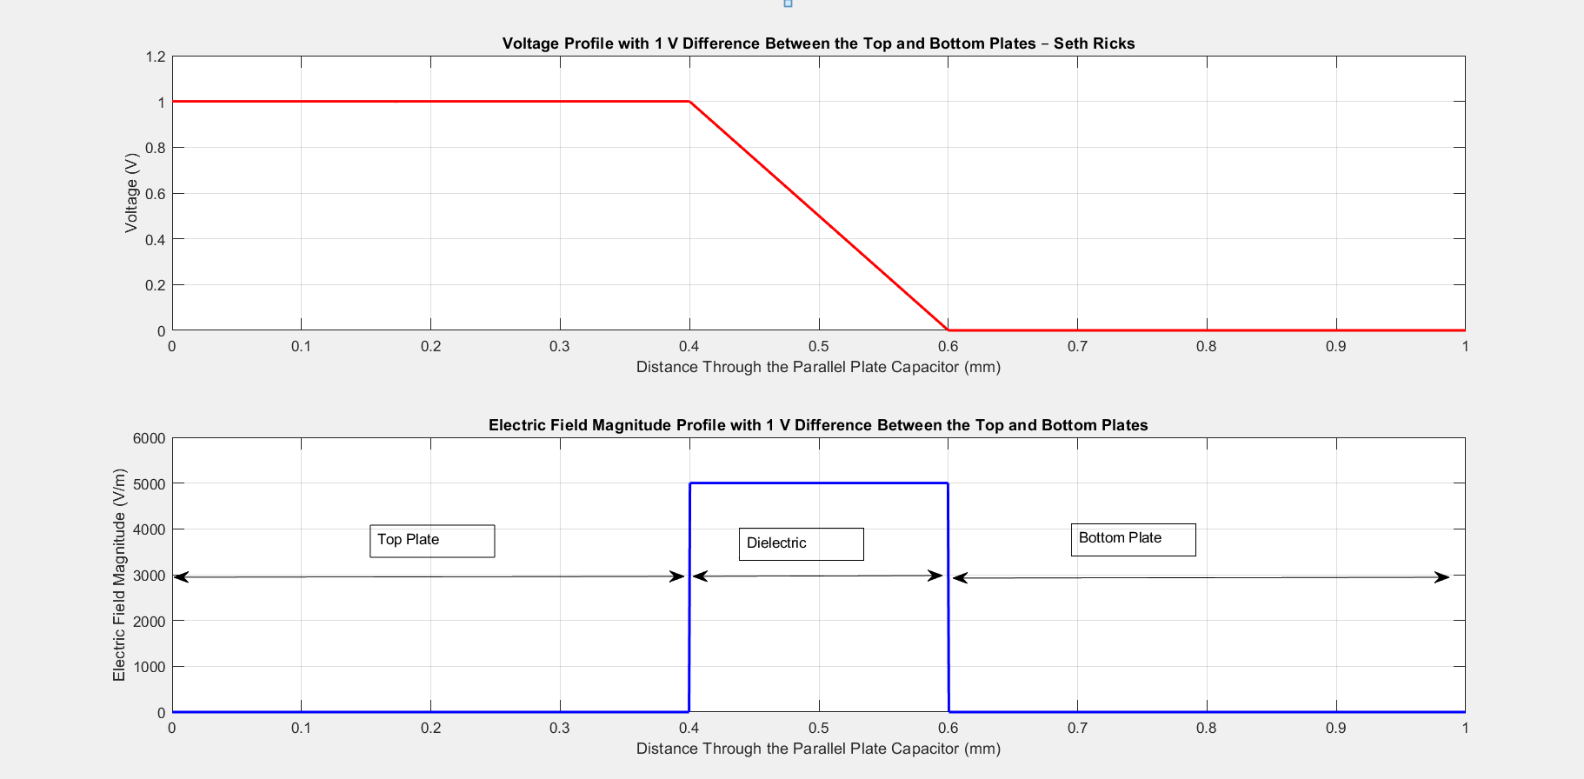 Voltage Profile with 1 V Difference Between the Top and Bottom Plates – Seth Ricks
1.2
1
0.8
0.6
0.4
0.2
0
Voltage (V)
0 0.1 0.2 0.3 0.4 0.5 0.6 0.7 0.8 0.9 1
Distance Through the Parallel Plate Capacitor (mm)
Electric Field Magnitude Profile with 1 V Difference Between the Top and Bottom Plates
6000
5000
4000
3000
2000
1000
0
Electric Field Magnitude (V/m)
Top Plate
Dielectric
Bottom Plate
0 0.1 0.2 0.3 0.4 0.5 0.6 0.7 0.8 0.9 1
Distance Through the Parallel Plate Capacitor (mm)